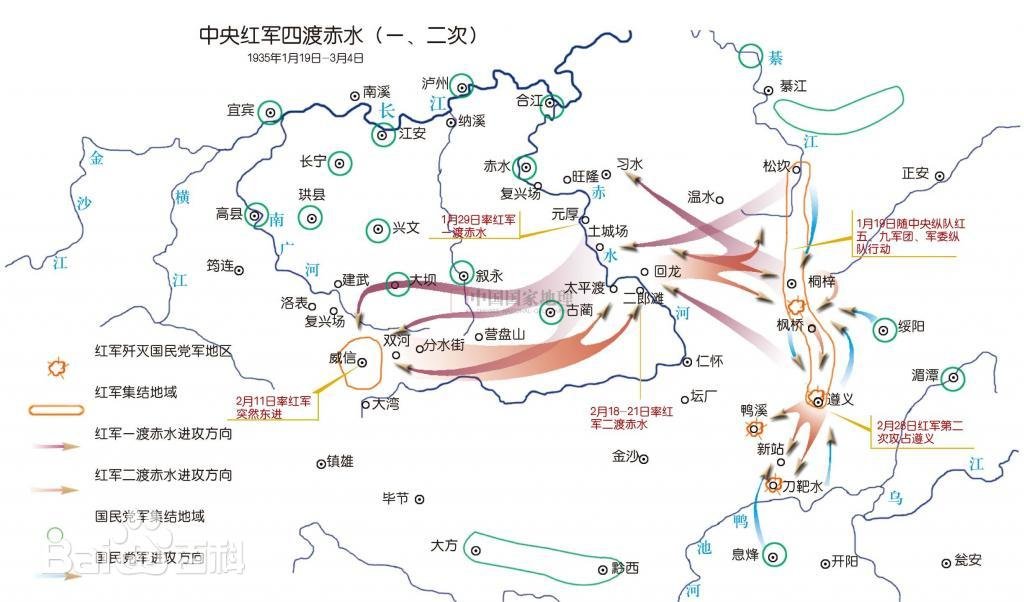 中央红军四渡赤水（一、二次）
1935年1月19日—3月4日
綦
綦江
江
泸州
南溪
长
江
合江
宜宾
江安
纳溪
金
沙
江
横
江
长宁
赤水
旺隆
习水
松坎
正安
复兴场
赤
温水
高县
南
广
河
珙县
兴文
1月29日率红军
一渡赤水
元厚
土城场
水
1月19日随中央纵队红
五、九军团、军委纵
队行动
筠连
建武
大坝
叙永
回龙
桐梓
太平渡
二郎滩
中国国家地理
洛表
复兴场
古蔺
河
枫桥
绥阳
双河
分水街
营盘山
红军歼灭国民党军地区
威信
仁怀
湄潭
红军集结地域
2月11日率红军
突然东进
大湾
坛厂
遵义
2月18-21日率红
军二渡赤水
鸭溪
2月28日红军第二
次攻占遵义
红军一渡赤水进攻方向
新站
镇雄
金沙
江
红军二渡赤水进攻方向
刀靶水
乌
毕节
国民党军集结地域
鸭
池
河
大方
息烽
国民党军进攻方向
黔西
开阳
瓮安
Baidu百科